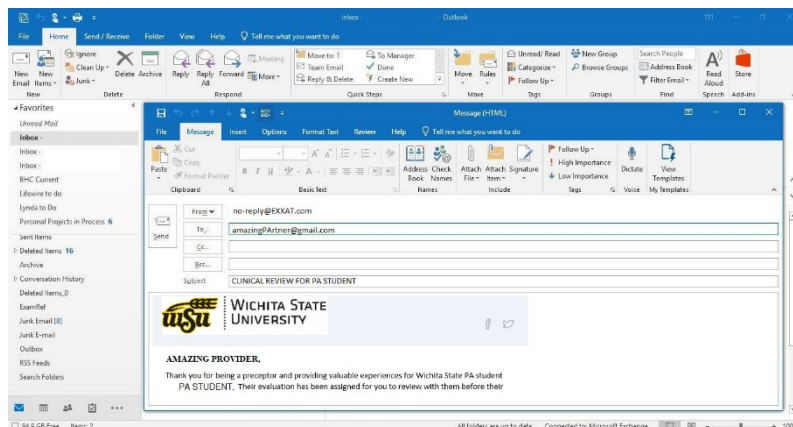 Inbox - - Outlook
File Home Send / Receive Folder View Help Tell me what you want to do
New Email
New Items
Ignore
Clean Up
Junk
Delete Archive
Reply Reply All Forward
Meeting
More
Move to: ?
Team Email
Reply & Delete
To Manager
Done
Create New
Move Rules
Unread/ Read
Categorize
Follow Up
New Group
Browse Groups
Search People
Address Book
Filter Email
Read Aloud
Store
New Delete Respond Quick Steps Move Tags Groups Find Speech Add-ins
Favorites
Unread Mail
Inbox -
Inbox -
Inbox -
BHC Current
Lifewire to do
Lynda to Do
Personal Projects in Process 6
Sent Items
Deleted Items 16
Archive
Conversation History
Deleted Items_0
ExamRef
Junk Email [8]
Junk E-mail
Outbox
RSS Feeds
Search Folders
Message (HTML)
File Message Insert Options Format Text Review Help Tell me what you want to do
Paste
Cut
Copy
Format Painter
B I U
Address Book
Check Names
Attach File
Attach Item
Signature
Follow Up
High Importance
Low Importance
Dictate
View Templates
Clipboard Basic Text Names Include Tags Voice My Templates
Send
From no-reply@EXXAT.com
To... amazingPArtner@gmail.com
Cc...
Bcc...
Subject CLINICAL REVIEW FOR PA STUDENT
WSU
WICHITA STATE
UNIVERSITY
AMAZING PROVIDER,
Thank you for being a preceptor and providing valuable experiences for Wichita State PA student
PA STUDENT, Their evaluation has been assigned for you to review with them before their
Items: 2 All folders are up to date. Connected to: Microsoft Exchange